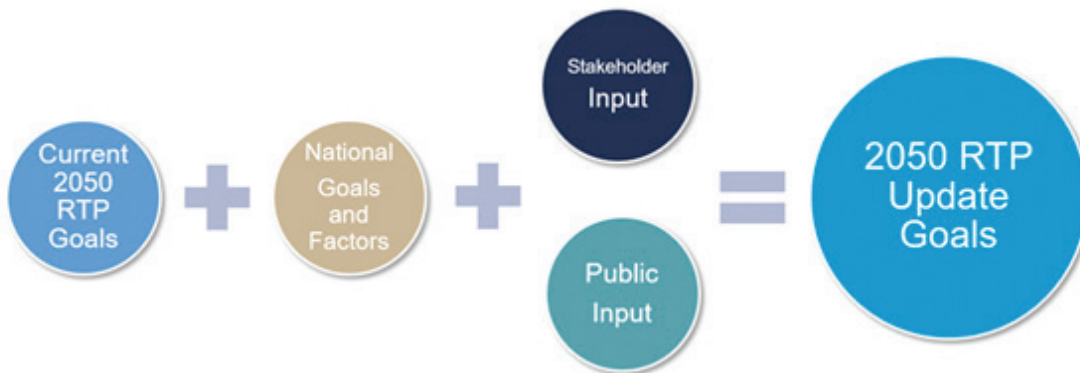 Current
2050
RTP
Goals
National
Goals
and
Factors
Stakeholder
Input
Public
Input
2050 RTP
Update
Goals